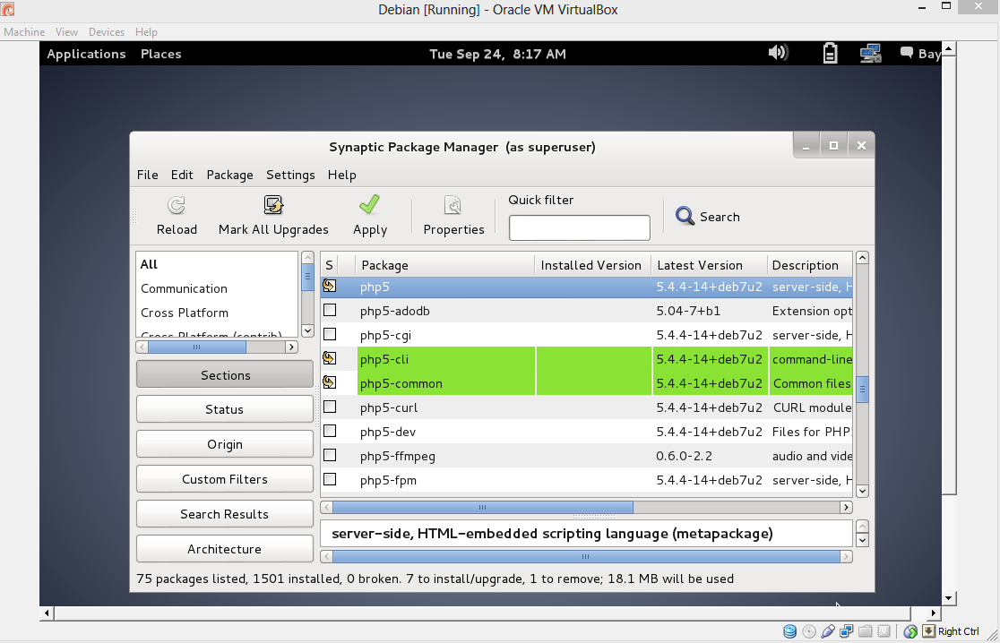 Debian [Running] - Oracle VM VirtualBox
Machine View Devices Help
Applications Places Tue Sep 24, 8:17 AM Bay
Synaptic Package Manager (as superuser)
File Edit Package Settings Help
Quick filter
Reload Mark All Upgrades Apply Properties Search
All
Communication
Cross Platform
Cross Platform (contrib)
Sections
Status
Origin
Custom Filters
Search Results
Architecture
S Package Installed Version Latest Version Description
php5 5.4.4-14+deb7u2 server-side, H
php5-adodb 5.04-7+b1 Extension opt
php5-cgi 5.4.4-14+deb7u2 server-side, H
php5-cli 5.4.4-14+deb7u2 command-line
php5-common 5.4.4-14+deb7u2 Common files
php5-curl 5.4.4-14+deb7u2 CURL module
php5-dev 5.4.4-14+deb7u2 Files for PHP5
php5-ffmpeg 0.6.0-2.2 audio and vide
php5-fpm 5.4.4-14+deb7u2 server-side, H
server-side, HTML-embedded scripting language (metapackage)
75 packages listed, 1501 installed, 0 broken. 7 to install/upgrade, 1 to remove; 18.1 MB will be used
Right Ctrl